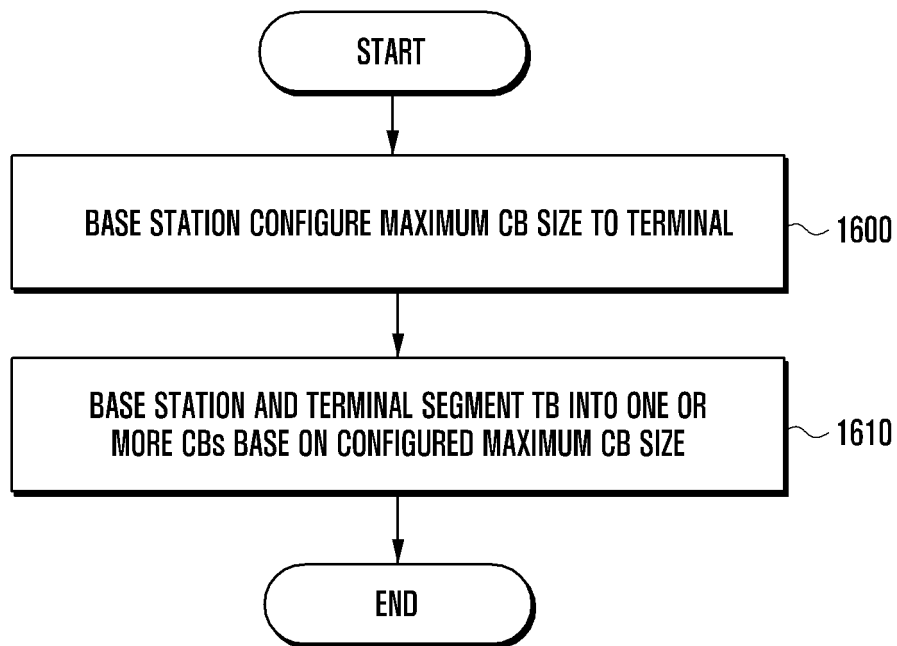 START
BASE STATION CONFIGURE MAXIMUM CB SIZE TO TERMINAL
1600
BASE STATION AND TERMINAL SEGMENT TB INTO ONE OR
MORE CBs BASE ON CONFIGURED MAXIMUM CB SIZE
1610
END